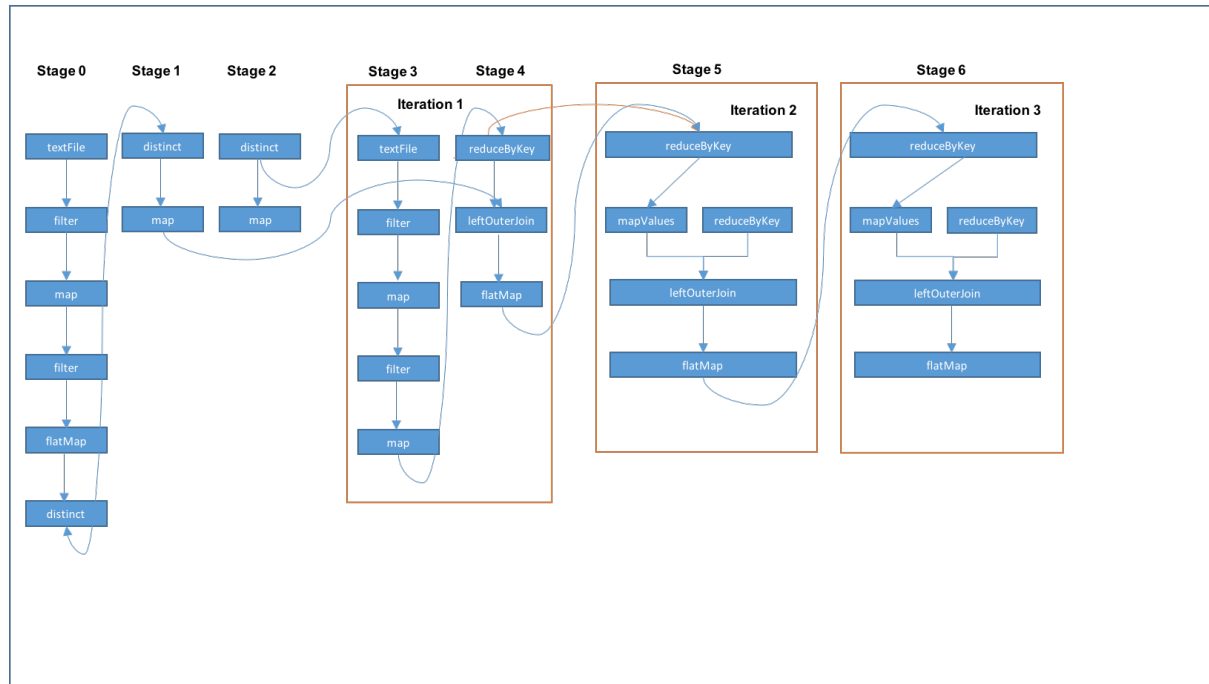 Stage 0
Stage 1
Stage 2
Stage 3
Stage 4
Stage 5
Stage 6
Iteration 1
Iteration 2
Iteration 3
textFile
distinct
distinct
textFile
reduceByKey
reduceByKey
reduceByKey
filter
map
map
filter
leftOuterJoin
mapValues
reduceByKey
mapValues
reduceByKey
map
map
flatMap
leftOuterJoin
leftOuterJoin
filter
filter
flatMap
flatMap
flatMap
map
distinct